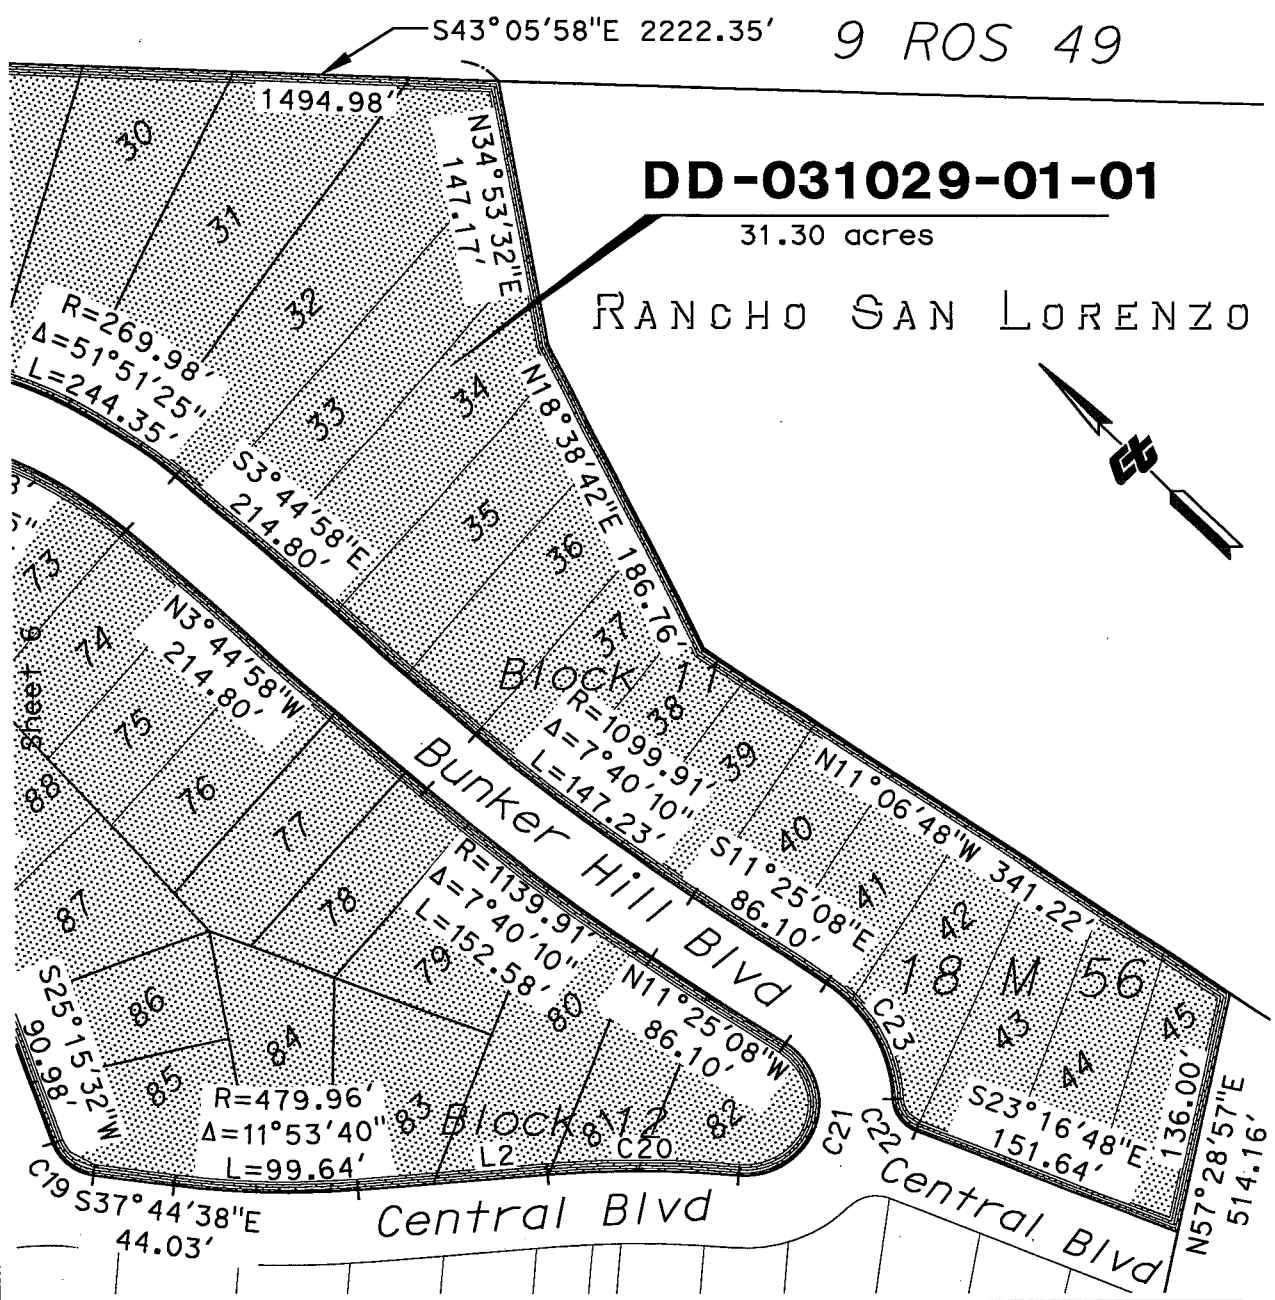 S43°05'58"E 2222.35'
9 ROS 49
1494.98'
30
31
32
33
34
35
36
37
38
39
40
41
42
43
44
45
N34°53'32"E
147.17'
DD-031029-01-01
31.30 acres
RANCHO SAN LORENZO
ct
R=269.98'
Δ=51°51'25"
L=244.35'
S3°44'58"E
214.80'
N18°38'42"E 186.76'
Block 11
R=1099.91'
Δ=7°40'10"
L=147.23'
N11°06'48"W 341.22'
S11°25'08"E
86.10'
18 M 56
C23
S23°16'48"E
151.64'
136.00'
N57°28'57"E
514.16'
Bunker Hill Blvd
73
74
75
76
77
78
79
80
81
82
83
84
85
86
87
88
Sheet 6
N3°44'58"W
214.80'
R=1139.91'
Δ=7°40'10"
L=152.58'
N11°25'08"W
86.10'
S25°15'32"W
90.98'
R=479.96'
Δ=11°53'40"
L=99.64'
Block 12
L2
C20
C21
C22
C19
S37°44'38"E
44.03'
Central Blvd
Central Blvd